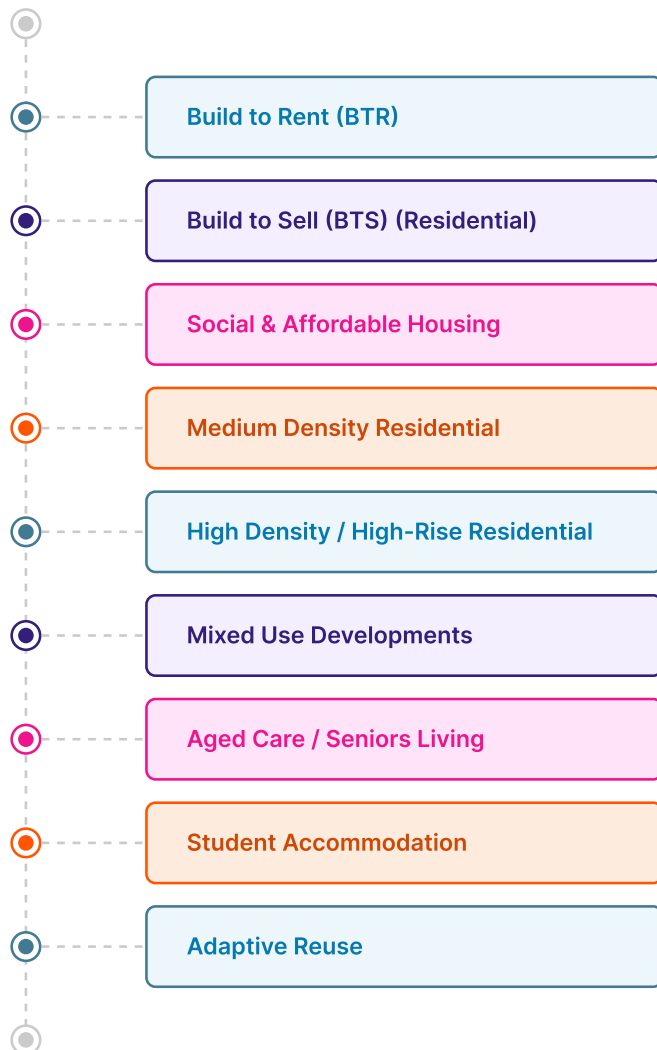 Build to Rent (BTR)
Build to Sell (BTS) (Residential)
Social & Affordable Housing
Medium Density Residential
High Density / High-Rise Residential
Mixed Use Developments
Aged Care / Seniors Living
Student Accommodation
Adaptive Reuse